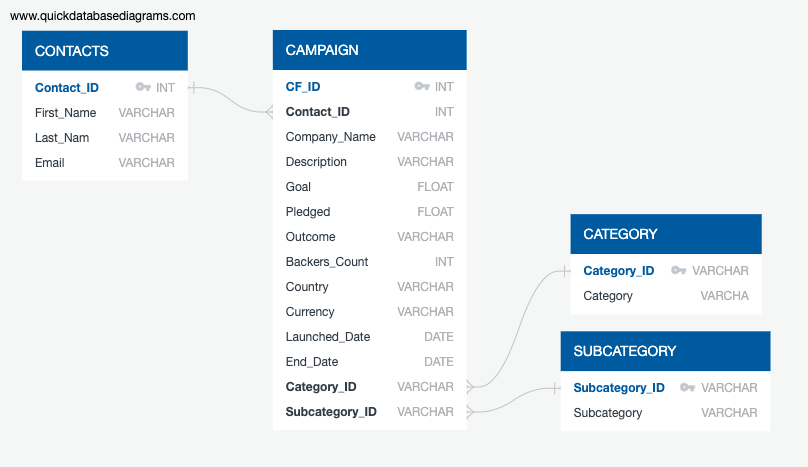 www.quickdatabasediagrams.com
CONTACTS
Contact_ID INT
First_Name VARCHAR
Last_Nam VARCHAR
Email VARCHAR
CAMPAIGN
CF_ID INT
Contact_ID INT
Company_Name VARCHAR
Description VARCHAR
Goal FLOAT
Pledged FLOAT
Outcome VARCHAR
Backers_Count INT
Country VARCHAR
Currency VARCHAR
Launched_Date DATE
End_Date DATE
Category_ID VARCHAR
Subcategory_ID VARCHAR
CATEGORY
Category_ID VARCHAR
Category VARCHA
SUBCATEGORY
Subcategory_ID VARCHAR
Subcategory VARCHAR